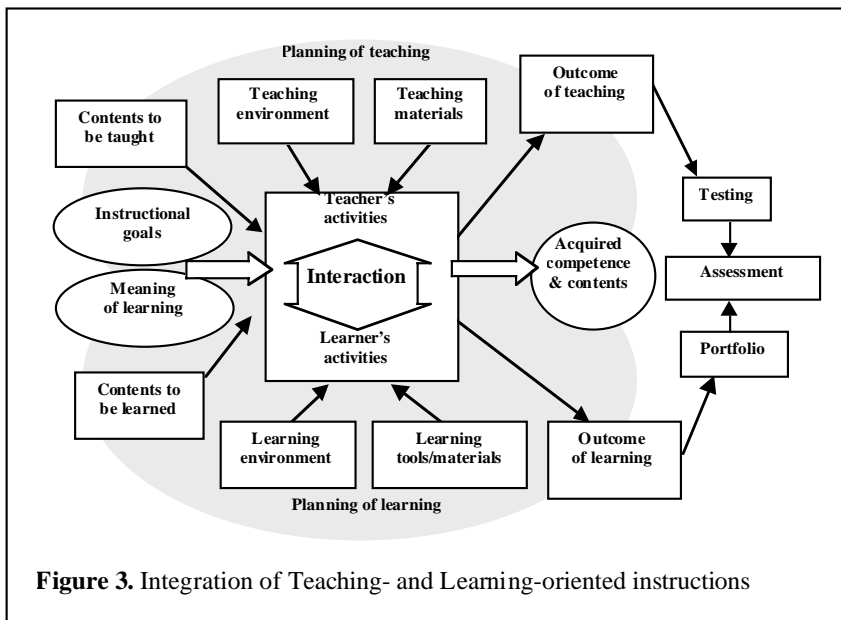 Planning of teaching
Outcome
of teaching
Teaching
environment
Teaching
materials
Contents to
be taught
Testing
Teacher's
activities
Instructional
goals
Interaction
Acquired
competence
& contents
Assessment
Meaning
of learning
Learner's
activities
Portfolio
Contents to
be learned
Learning
environment
Learning
tools/materials
Outcome
of learning
Planning of learning
Figure 3. Integration of Teaching- and Learning-oriented instructions